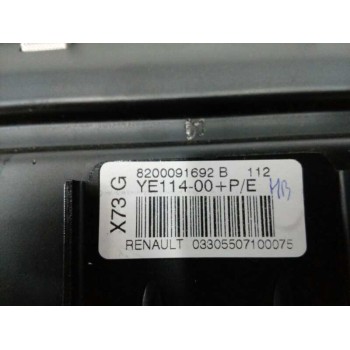 X73 G
8200091692 B 112
YE114-00+P/E
RENAULT 03305507100075